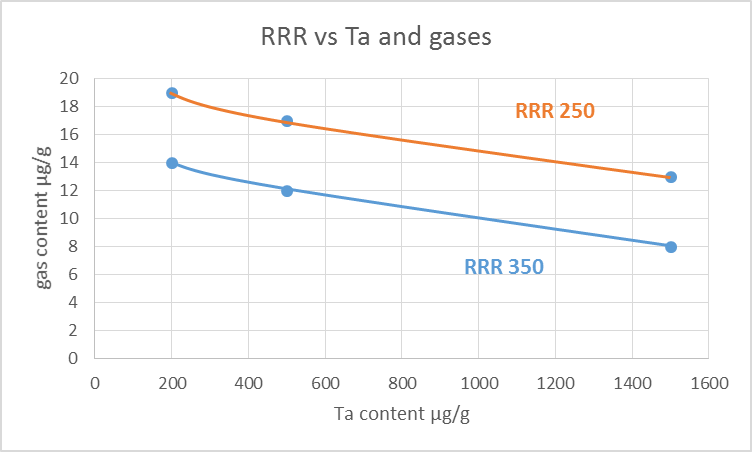 RRR vs Ta and gases
20
18
16
14
12
10
8
6
4
2
0
gas content µg/g
RRR 250
RRR 350
0 200 400 600 800 1000 1200 1400 1600
Ta content µg/g